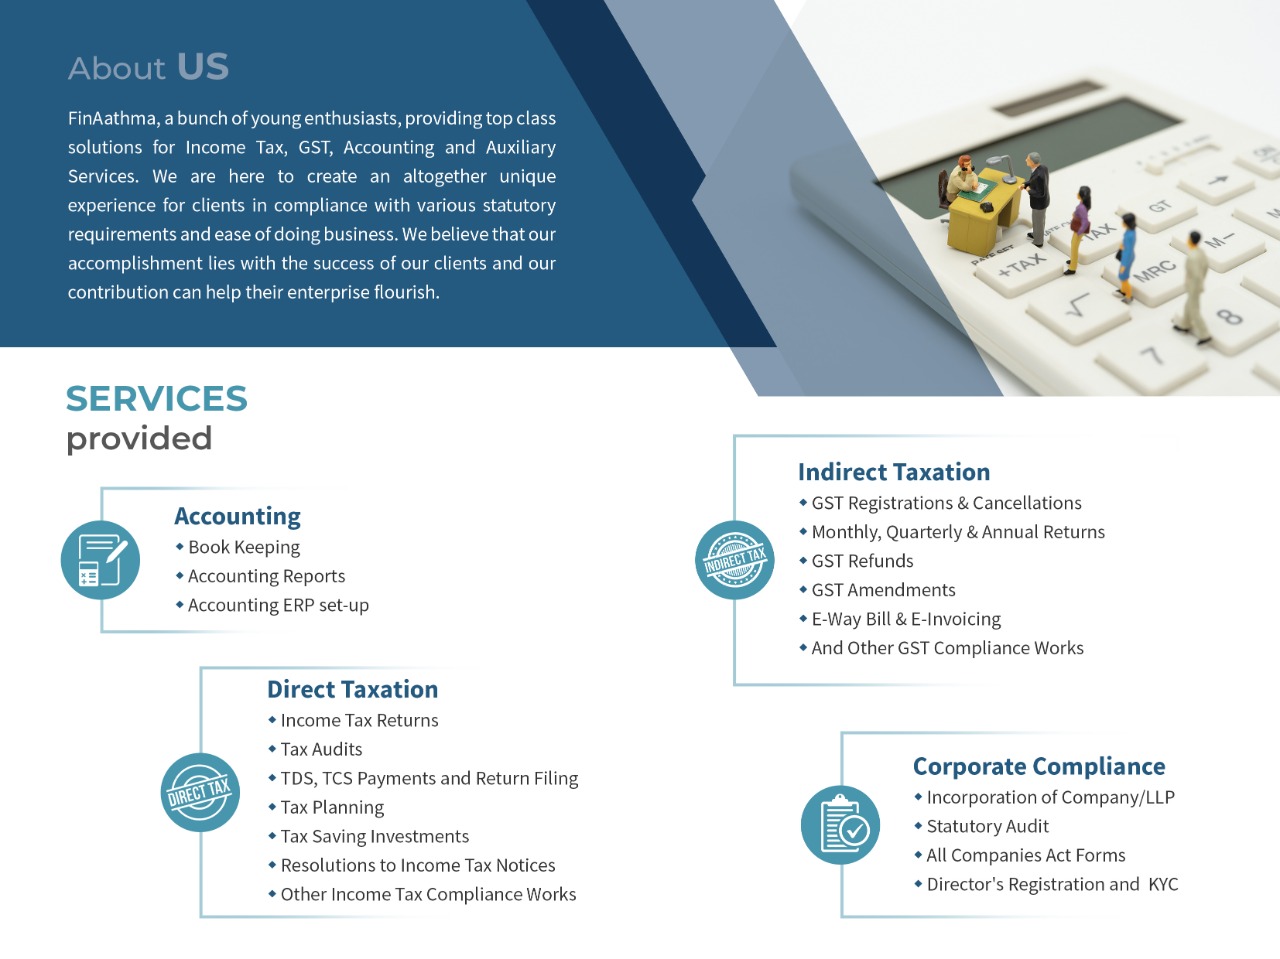 About US
FinAathma, a bunch of young enthusiasts, providing top class
solutions for Income Tax, GST, Accounting and Auxiliary
Services. We are here to create an altogether unique
experience for clients in compliance with various statutory
requirements and ease of doing business. We believe that our
accomplishment lies with the success of our clients and our
contribution can help their enterprise flourish.
ON
GT
TAX
M−
+TAX
MRC
√
8
7
SERVICES
provided
Accounting
Book Keeping
Accounting Reports
Accounting ERP set-up
DIRECT TAX
Direct Taxation
Income Tax Returns
Tax Audits
TDS, TCS Payments and Return Filing
Tax Planning
Tax Saving Investments
Resolutions to Income Tax Notices
Other Income Tax Compliance Works
INDIRECT TAX
Indirect Taxation
GST Registrations & Cancellations
Monthly, Quarterly & Annual Returns
GST Refunds
GST Amendments
E-Way Bill & E-Invoicing
And Other GST Compliance Works
Corporate Compliance
Incorporation of Company/LLP
Statutory Audit
All Companies Act Forms
Director's Registration and KYC